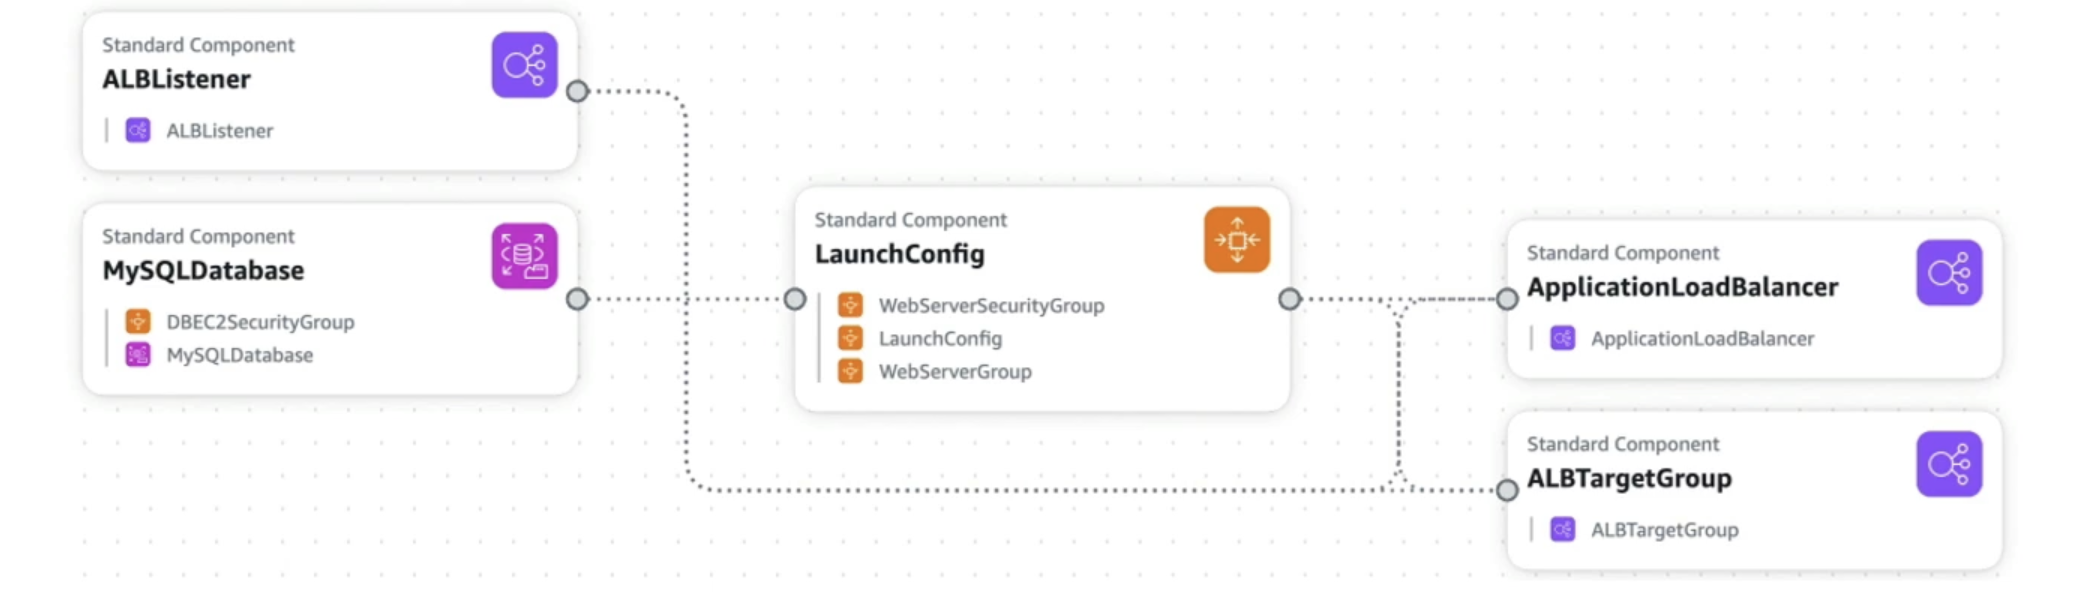 Standard Component
ALBListener
ALBListener
Standard Component
MySQLDatabase
DBEC2SecurityGroup
MySQLDatabase
Standard Component
LaunchConfig
WebServerSecurityGroup
LaunchConfig
WebServerGroup
Standard Component
ApplicationLoadBalancer
ApplicationLoadBalancer
Standard Component
ALBTargetGroup
ALBTargetGroup